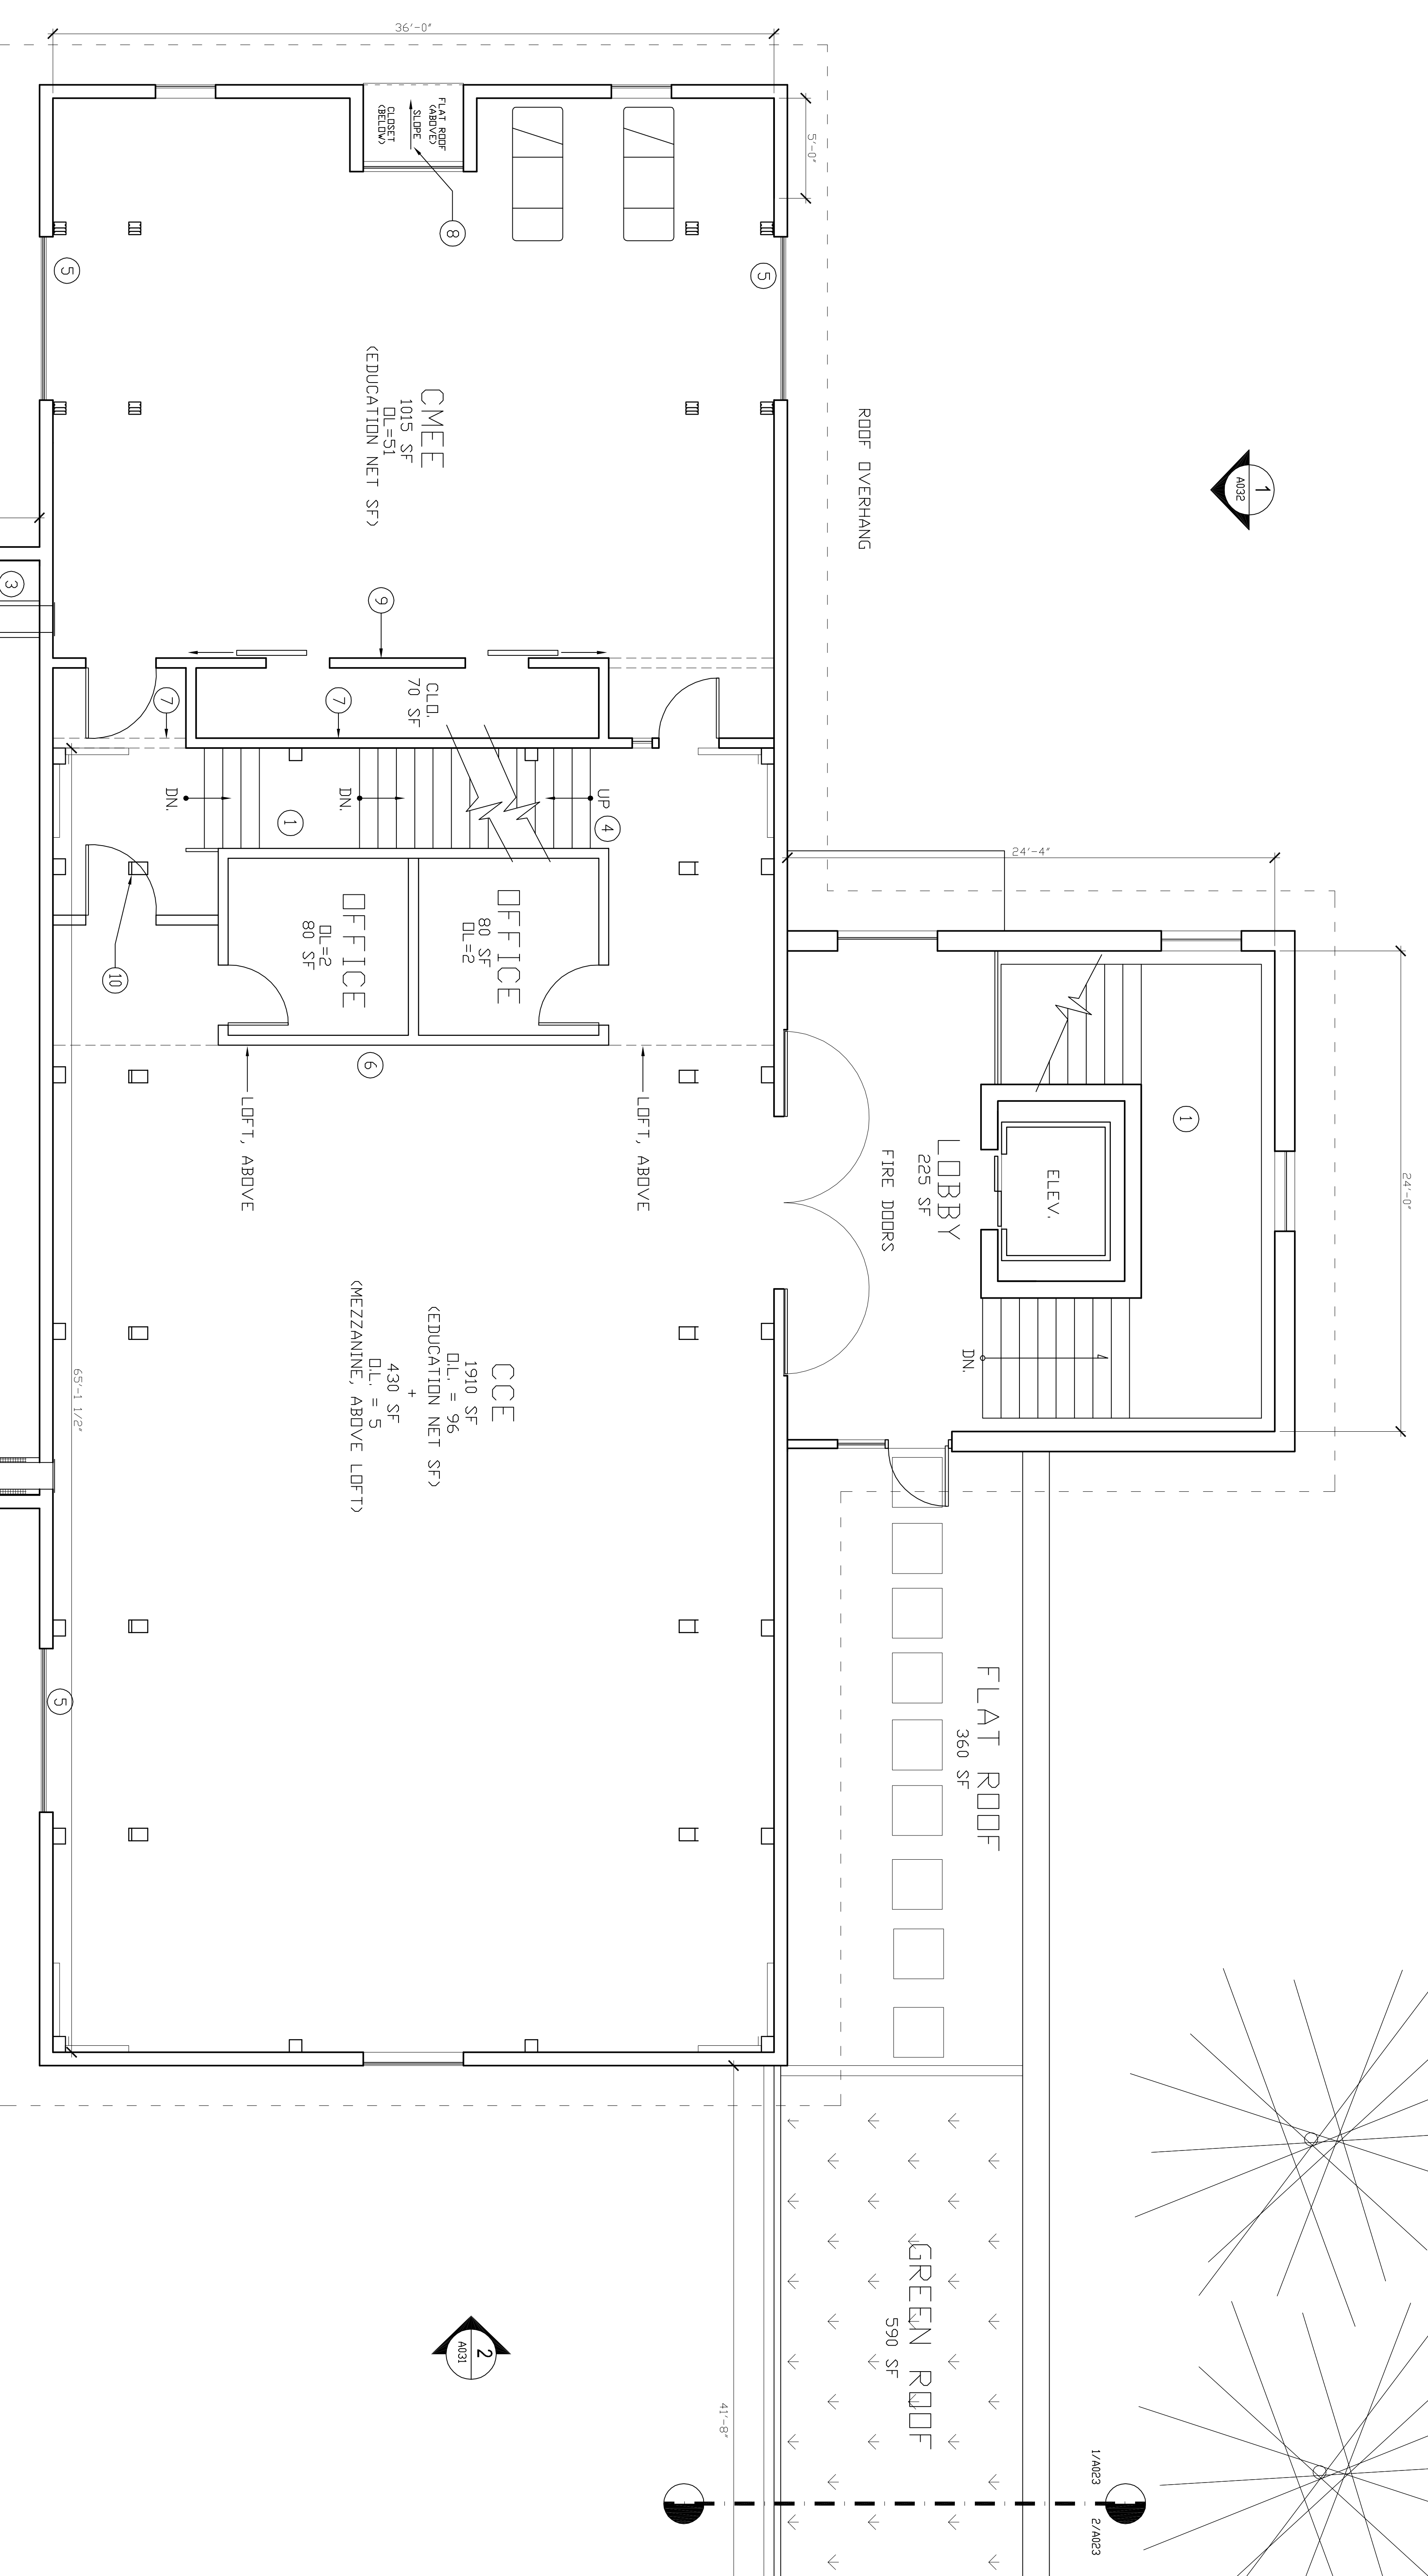 36'-0"
5'-0"
FLAT ROOF
(ABOVE)
SLOPE
CLOSET
(BELOW)
8
5
5
CMEE
1015 SF
OL=51
(EDUCATION NET SF)
ROOF OVERHANG
1
A032
3
9
7
7
CLO.
70 SF
DN.
1
DN.
UP
4
24'-4"
OFFICE
80 SF
OL=2
OFFICE
OL=2
80 SF
10
6
LOFT, ABOVE
LOFT, ABOVE
1
24'-0"
ELEV.
LOBBY
225 SF
FIRE DOORS
DN.
CCE
1910 SF
O.L. = 96
(EDUCATION NET SF)
+
430 SF
O.L. = 5
(MEZZANINE, ABOVE LOFT)
65'-1 1/2"
5
FLAT ROOF
360 SF
GREEN ROOF
590 SF
2
A031
41'-8"
1/A023
2/A023